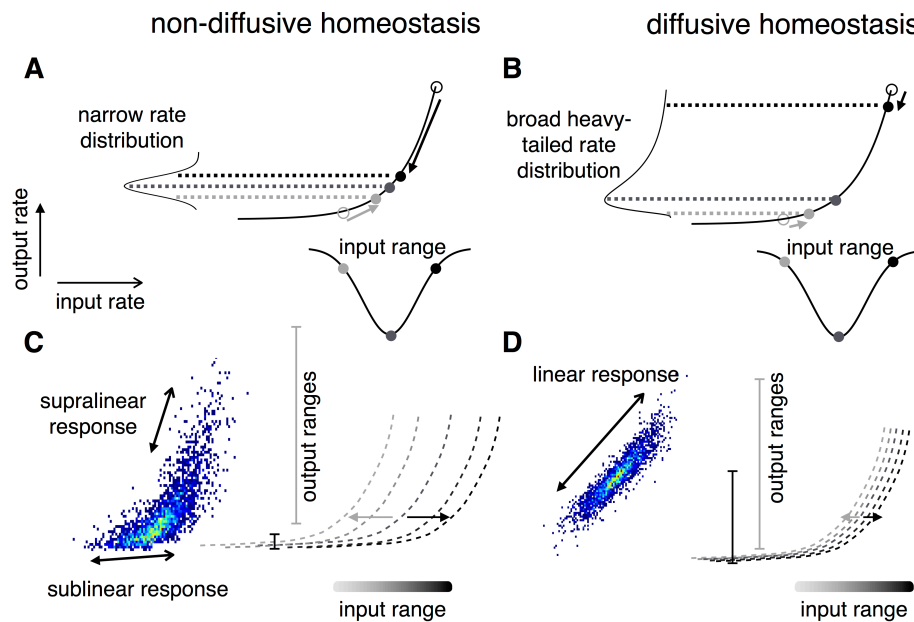 non-diffusive homeostasis
diffusive homeostasis
A
narrow rate
distribution
output rate
input rate
input range
B
broad heavy-
tailed rate
distribution
input range
C
supralinear
response
sublinear response
output ranges
input range
D
linear response
output ranges
input range